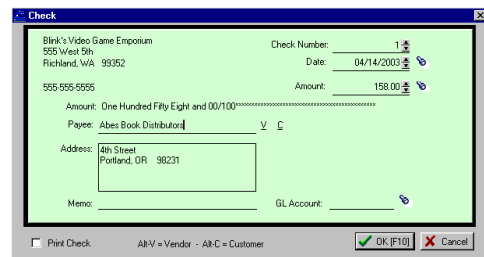 Check
Blink's Video Game Emporium
555 West 5th
Richland, WA 99352
555-555-5555
Check Number: 1
Date: 04/14/2003
Amount: 158.00
Amount: One Hundred Fifty Eight and 00/100
Payee: Abes Book Distributors V C
Address: 4th Street
Portland, OR 98231
Memo: GL Account:
Print Check Alt-V = Vendor - Alt-C = Customer OK [F10] Cancel